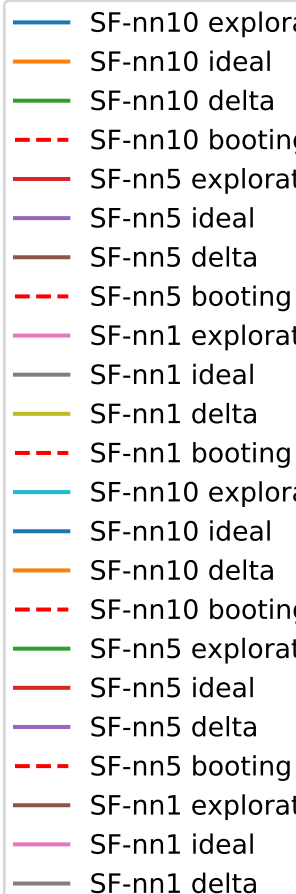 SF-nn10 explora
SF-nn10 ideal
SF-nn10 delta
SF-nn10 booting
SF-nn5 explorat
SF-nn5 ideal
SF-nn5 delta
SF-nn5 booting
SF-nn1 explorat
SF-nn1 ideal
SF-nn1 delta
SF-nn1 booting
SF-nn10 explora
SF-nn10 ideal
SF-nn10 delta
SF-nn10 booting
SF-nn5 explorat
SF-nn5 ideal
SF-nn5 delta
SF-nn5 booting
SF-nn1 explorat
SF-nn1 ideal
SF-nn1 delta